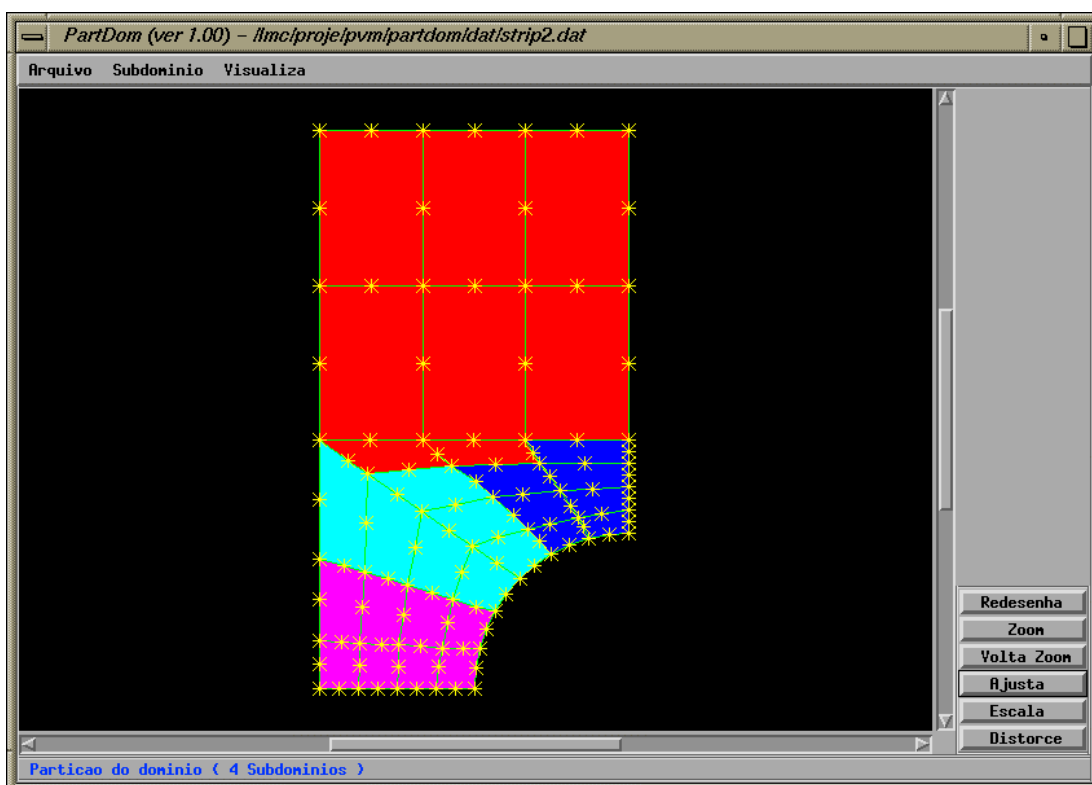 PartDom (ver 1.00) – /lmc/proje/pvm/partdom/dat/strip2.dat
Arquivo Subdominio Visualiza
Redesenha
Zoom
Volta Zoom
Ajusta
Escala
Distorce
Particao do dominio ( 4 Subdominios )